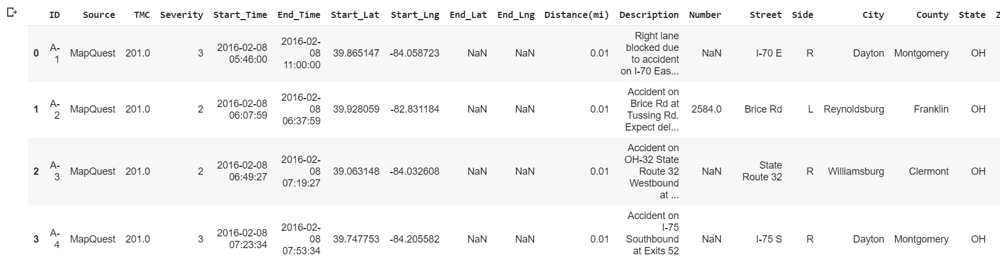 ID Source TMC Severity Start_Time End_Time Start_Lat Start_Lng End_Lat End_Lng Distance(mi) Description Number Street Side City County State Z
0 A-1 MapQuest 201.0 3 2016-02-08 05:46:00 2016-02-08 11:00:00 39.865147 -84.058723 NaN NaN 0.01 Right lane blocked due to accident on I-70 Eas... NaN I-70 E R Dayton Montgomery OH
1 A-2 MapQuest 201.0 2 2016-02-08 06:07:59 2016-02-08 06:37:59 39.928059 -82.831184 NaN NaN 0.01 Accident on Brice Rd at Tussing Rd. Expect del... 2584.0 Brice Rd L Reynoldsburg Franklin OH
2 A-3 MapQuest 201.0 2 2016-02-08 06:49:27 2016-02-08 07:19:27 39.063148 -84.032608 NaN NaN 0.01 Accident on OH-32 State Route 32 Westbound at ... NaN State Route 32 R Williamsburg Clermont OH
3 A-4 MapQuest 201.0 3 2016-02-08 07:23:34 2016-02-08 07:53:34 39.747753 -84.205582 NaN NaN 0.01 Accident on I-75 Southbound at Exits 52 NaN I-75 S R Dayton Montgomery OH